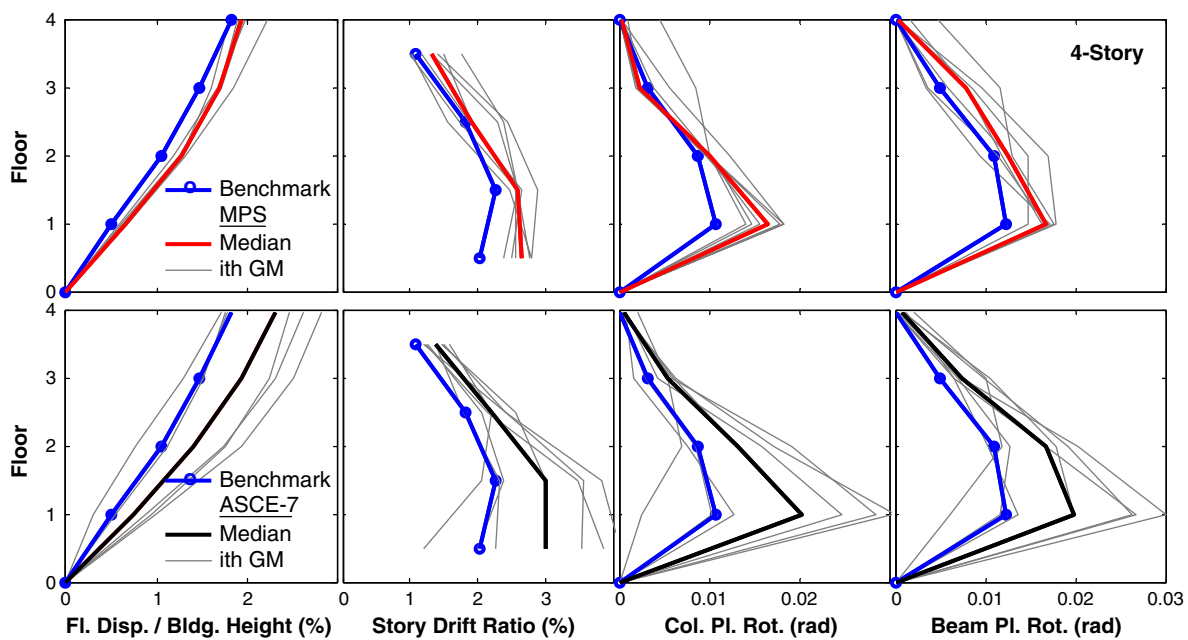 4
3
2
1
0
Floor
Benchmark
MPS
Median
ith GM
4-Story
4
3
2
1
0
Floor
Benchmark
ASCE-7
Median
ith GM
0 1 2 0 1 2 3 0 0.01 0.02 0 0.01 0.02 0.03
Fl. Disp. / Bldg. Height (%) Story Drift Ratio (%) Col. Pl. Rot. (rad) Beam Pl. Rot. (rad)